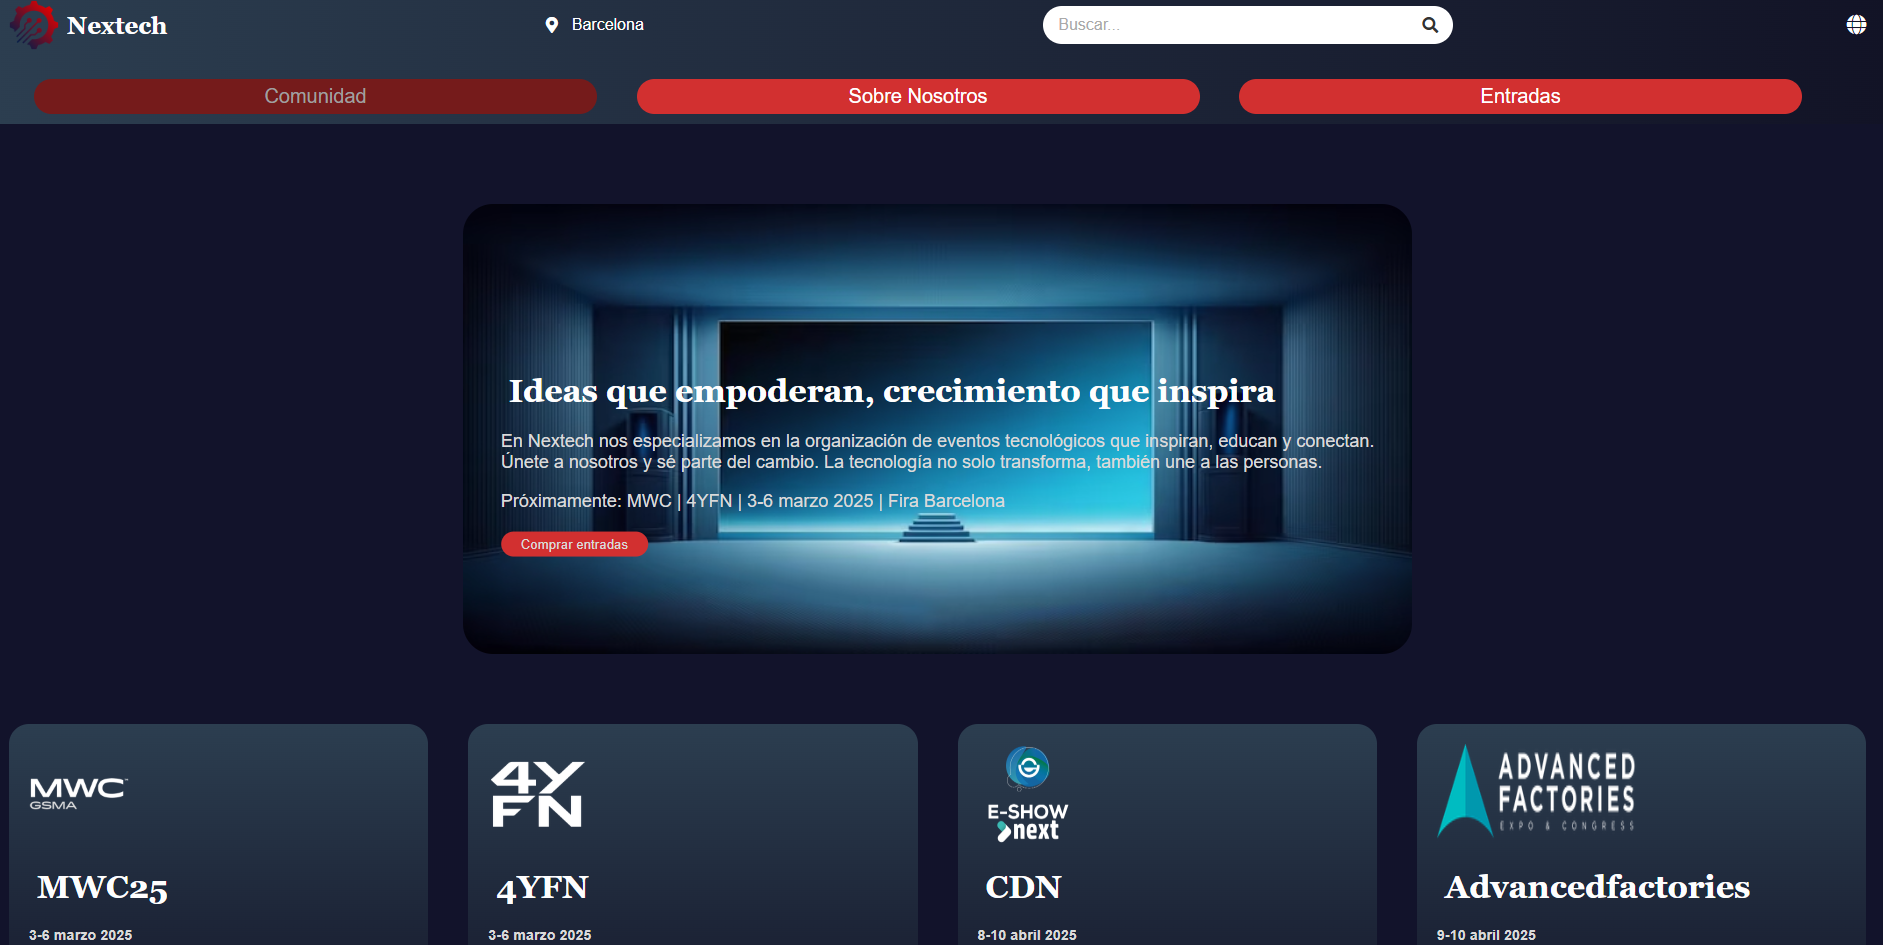 Nextech
Barcelona
Buscar...
Comunidad
Sobre Nosotros
Entradas
Ideas que empoderan, crecimiento que inspira
En Nextech nos especializamos en la organización de eventos tecnológicos que inspiran, educan y conectan.
Únete a nosotros y sé parte del cambio. La tecnología no solo transforma, también une a las personas.
Próximamente: MWC | 4YFN | 3-6 marzo 2025 | Fira Barcelona
Comprar entradas
MWC
GSMA
MWC25
3-6 marzo 2025
4Y
FN
4YFN
3-6 marzo 2025
E-SHOW
next
CDN
8-10 abril 2025
ADVANCED
FACTORIES
EXPO & CONGRESS
Advancedfactories
9-10 abril 2025